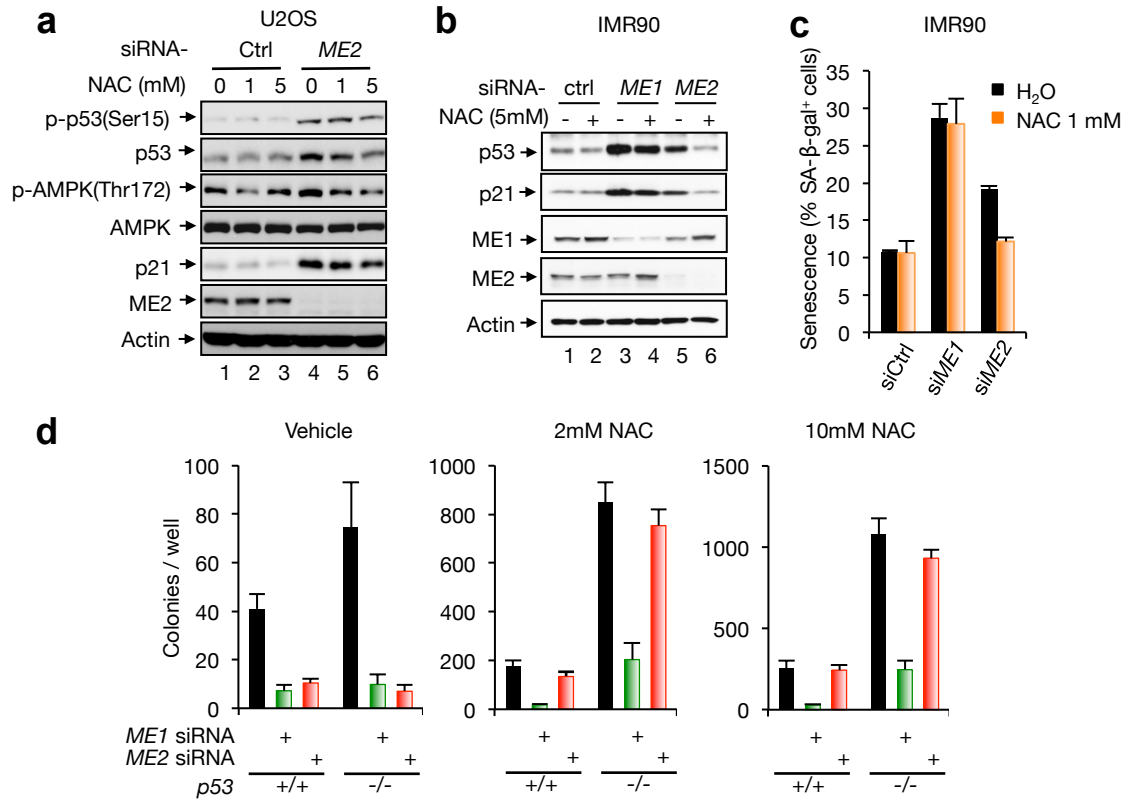 a
U2OS
siRNA- Ctrl ME2
NAC (mM) 0 1 5 0 1 5
p-p53(Ser15)
p53
p-AMPK(Thr172)
AMPK
p21
ME2
Actin
1 2 3 4 5 6
b
IMR90
siRNA- ctrl ME1 ME2
NAC (5mM) - + - + - +
p53
p21
ME1
ME2
Actin
1 2 3 4 5 6
c
IMR90
Senescence (% SA-β-gal⁺ cells)
35
30
25
20
15
10
5
0
H₂O
NAC 1 mM
siCtrl
siME1
siME2
d
Vehicle
Colonies / well
100
80
60
40
20
0
2mM NAC
1000
800
600
400
200
0
10mM NAC
1500
1000
500
0
ME1 siRNA + + + + + +
ME2 siRNA + + + + + +
p53 +/+ -/- +/+ -/- +/+ -/-